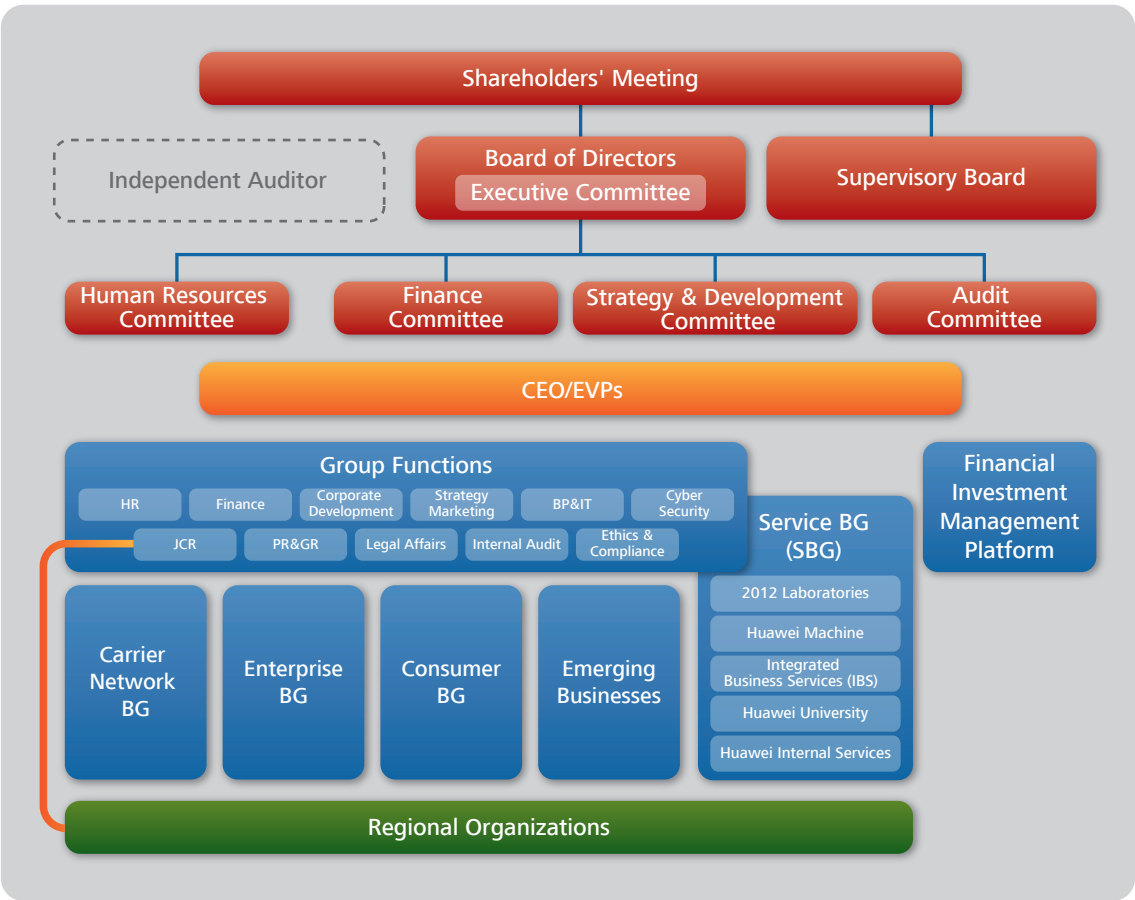 Shareholders' Meeting
Independent Auditor
Board of Directors
Executive Committee
Supervisory Board
Human Resources
Committee
Finance
Committee
Strategy & Development
Committee
Audit
Committee
CEO/EVPs
Group Functions
HR
Finance
Corporate
Development
Strategy
Marketing
BP&IT
Cyber
Security
JCR
PR&GR
Legal Affairs
Internal Audit
Ethics &
Compliance
Service BG
(SBG)
2012 Laboratories
Huawei Machine
Integrated
Business Services (IBS)
Huawei University
Huawei Internal Services
Financial
Investment
Management
Platform
Carrier
Network
BG
Enterprise
BG
Consumer
BG
Emerging
Businesses
Regional Organizations